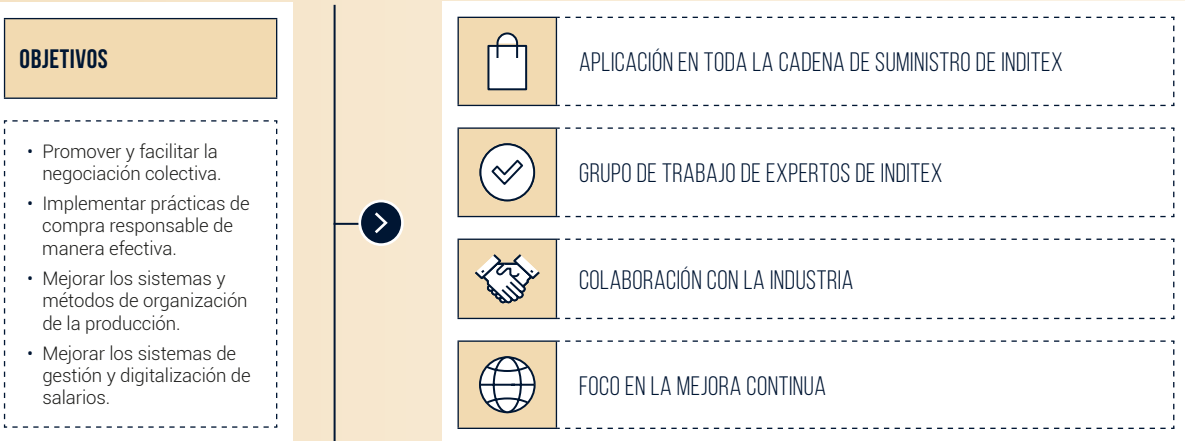 OBJETIVOS
• Promover y facilitar la
negociación colectiva.
• Implementar prácticas de
compra responsable de
manera efectiva.
• Mejorar los sistemas y
métodos de organización
de la producción.
• Mejorar los sistemas de
gestión y digitalización de
salarios.
APLICACIÓN EN TODA LA CADENA DE SUMINISTRO DE INDITEX
GRUPO DE TRABAJO DE EXPERTOS DE INDITEX
COLABORACIÓN CON LA INDUSTRIA
FOCO EN LA MEJORA CONTINUA